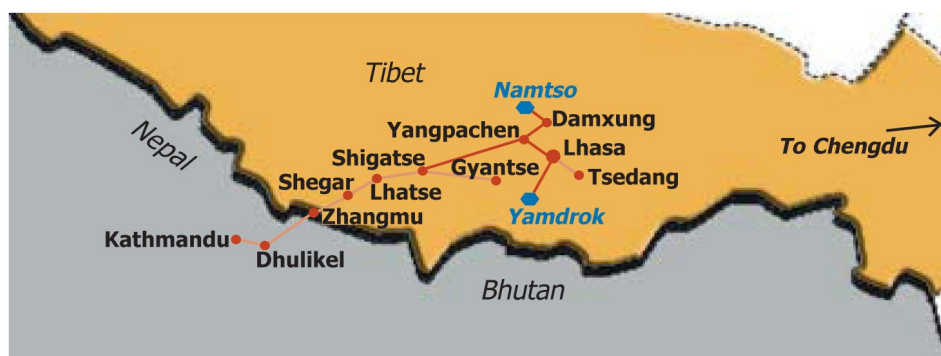 Tibet
Namtso
Damxung
Yangpachen
Nepal
Lhasa
To Chengdu
Shigatse
Gyantse
Tsedang
Shegar
Lhatse
Yamdrok
Zhangmu
Kathmandu
Dhulikel
Bhutan